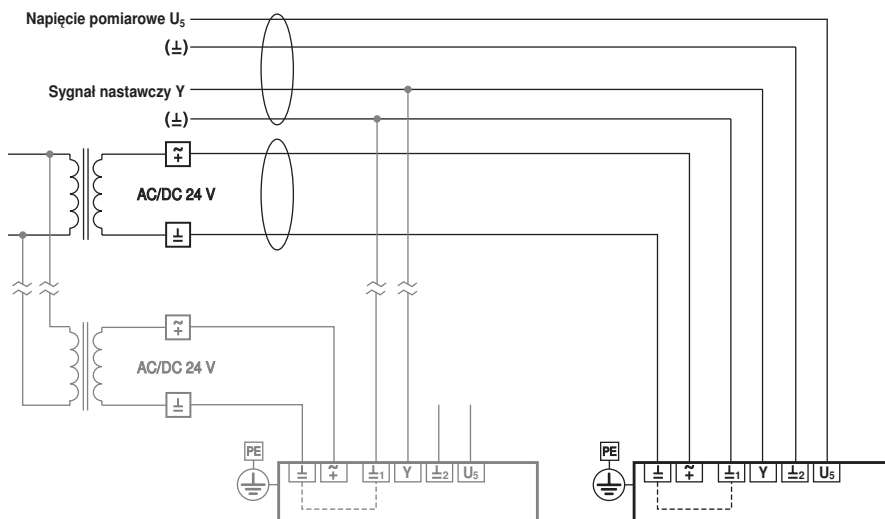 Napięcie pomiarowe U₅
(⊥)
Sygnał nastawczy Y
(⊥)
~
+
AC/DC 24 V
⊥
~
+
AC/DC 24 V
⊥
PE
⊥ ~+ ⊥1 Y ⊥2 U5
PE
⊥ ~+ ⊥1 Y ⊥2 U5